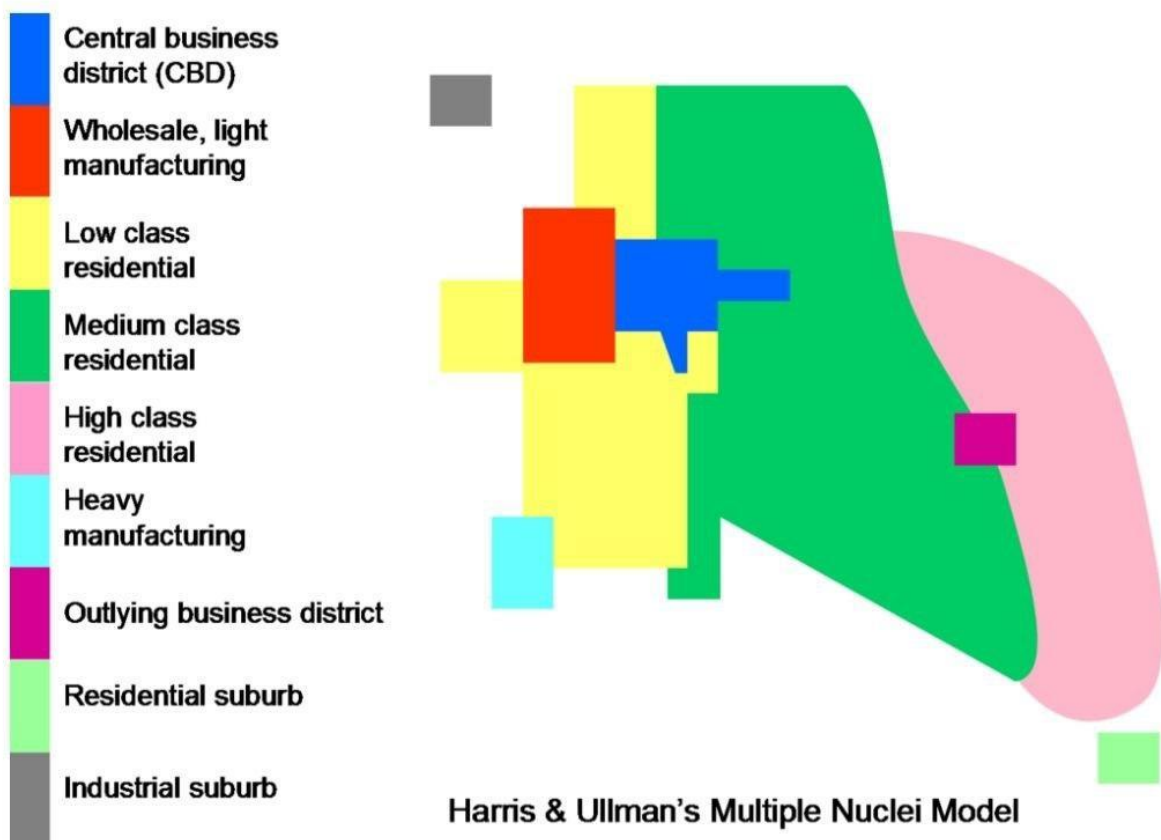 Central business
district (CBD)
Wholesale, light
manufacturing
Low class
residential
Medium class
residential
High class
residential
Heavy
manufacturing
Outlying business district
Residential suburb
Industrial suburb
Harris & Ullman's Multiple Nuclei Model